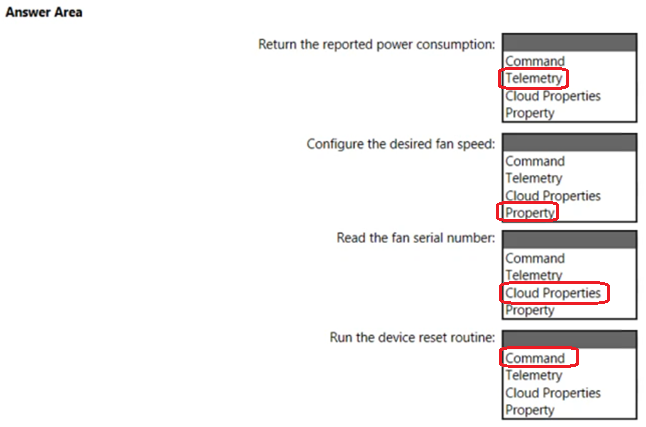 Answer Area
Return the reported power consumption:
Command
Telemetry
Cloud Properties
Property
Configure the desired fan speed:
Command
Telemetry
Cloud Properties
Property
Read the fan serial number:
Command
Telemetry
Cloud Properties
Property
Run the device reset routine:
Command
Telemetry
Cloud Properties
Property